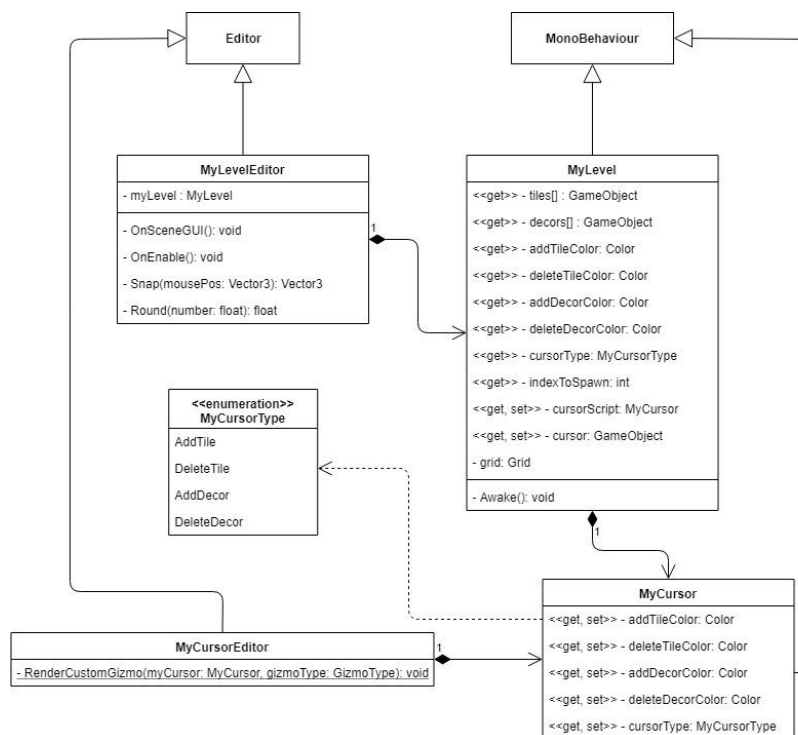 Editor
MonoBehaviour
MyLevelEditor
- myLevel : MyLevel
- OnSceneGUI(): void
- OnEnable(): void
- Snap(mousePos: Vector3): Vector3
- Round(number: float): float
1
MyLevel
<<get>> - tiles[] : GameObject
<<get>> - decors[] : GameObject
<<get>> - addTileColor: Color
<<get>> - deleteTileColor: Color
<<get>> - addDecorColor: Color
<<get>> - deleteDecorColor: Color
<<get>> - cursorType: MyCursorType
<<get>> - indexToSpawn: int
<<get, set>> - cursorScript: MyCursor
<<get, set>> - cursor: GameObject
- grid: Grid
- Awake(): void
1
<<enumeration>>
MyCursorType
AddTile
DeleteTile
AddDecor
DeleteDecor
MyCursorEditor
- RenderCustomGizmo(myCursor: MyCursor, gizmoType: GizmoType): void
1
MyCursor
<<get, set>> - addTileColor: Color
<<get, set>> - deleteTileColor: Color
<<get, set>> - addDecorColor: Color
<<get, set>> - deleteDecorColor: Color
<<get, set>> - cursorType: MyCursorType